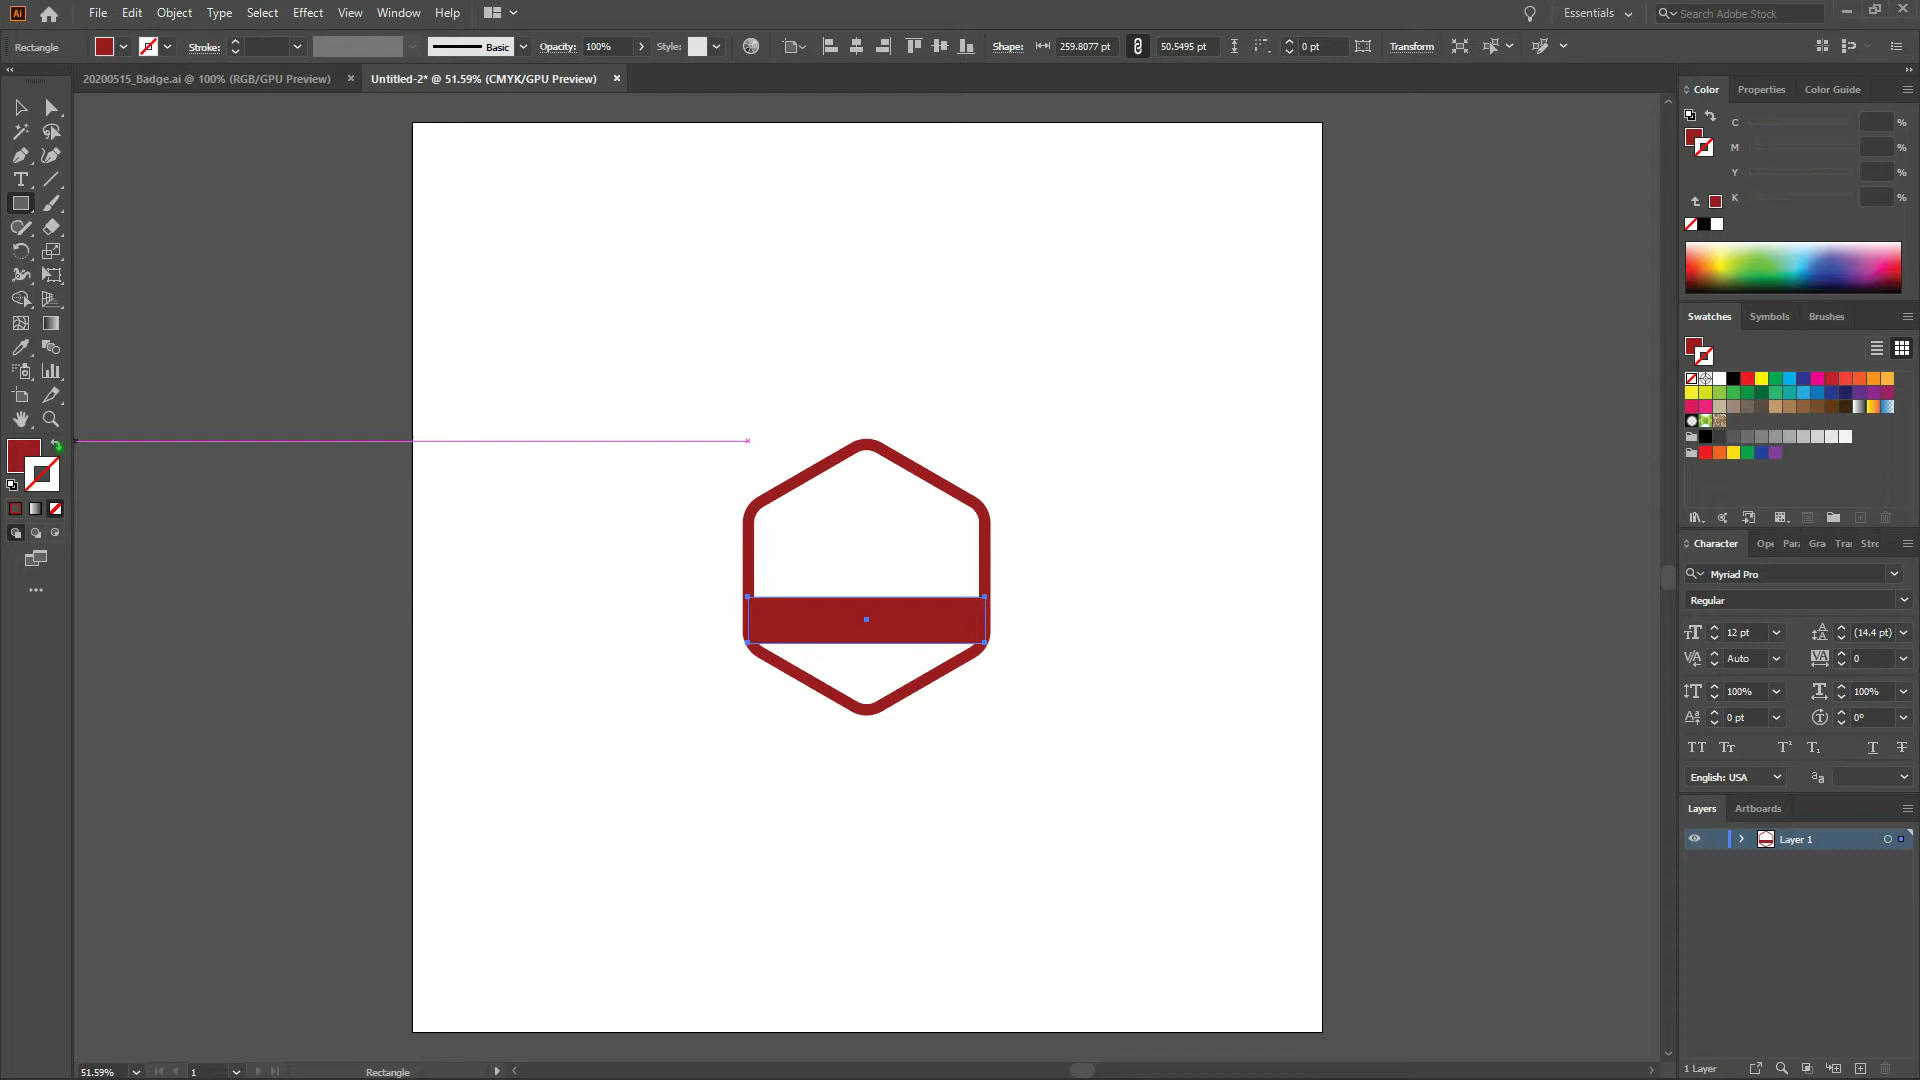 Ai File Edit Object Type Select Effect View Window Help Essentials Search Adobe Stock
Rectangle Stroke: Basic Opacity: 100% Style: Shape: 259.8077 pt 50.5495 pt 0 pt Transform
20200515_Badge.ai @ 100% (RGB/GPU Preview) × Untitled-2* @ 51.59% (CMYK/GPU Preview) ×
Color Properties Color Guide
C %
M %
Y %
K %
Swatches Symbols Brushes
Character Ope Para Gra Tra Stro
Myriad Pro
Regular
12 pt (14.4 pt)
Auto 0
100% 100%
0 pt 0°
English: USA
Layers Artboards
Layer 1
51.59% 1 Rectangle 1 Layer